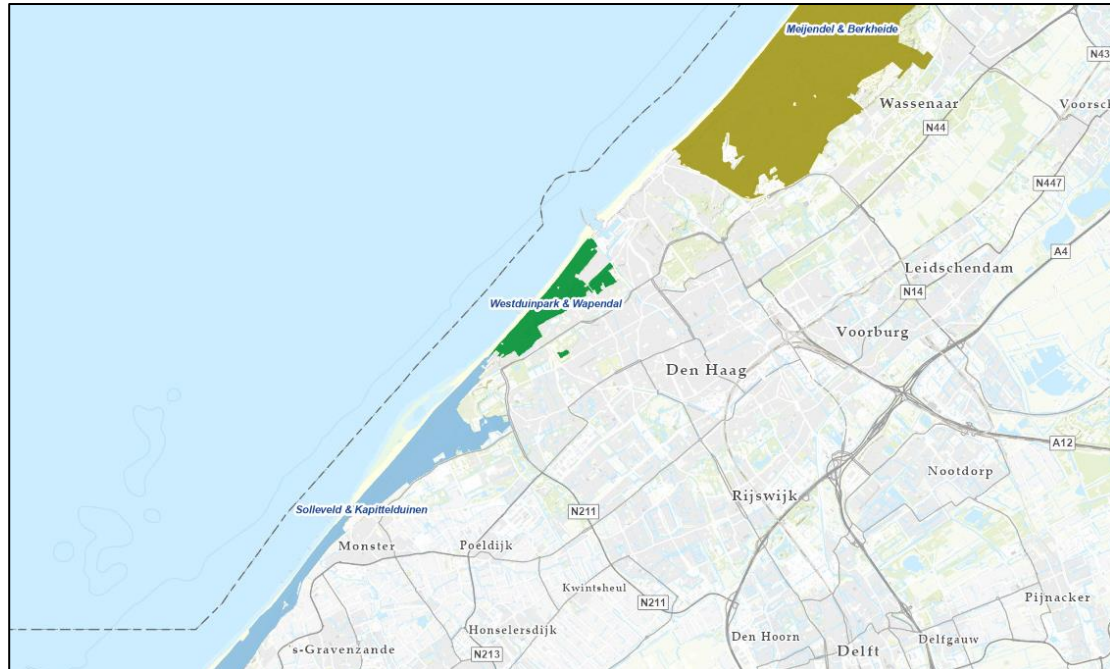 Meijendel & Berkheide
N43
Wassenaar
Voorsch
N44
N447
A4
Leidschendam
N14
Westduinpark & Wapendal
Voorburg
Den Haag
A12
Nootdorp
Rijswijk
Solleveld & Kapittelduinen
N211
Monster
Poeldijk
Kwintsheul
N211
Pijnacker
Honselersdijk
Den Hoorn
Delfgauw
s-Gravenzande
N213
Delft